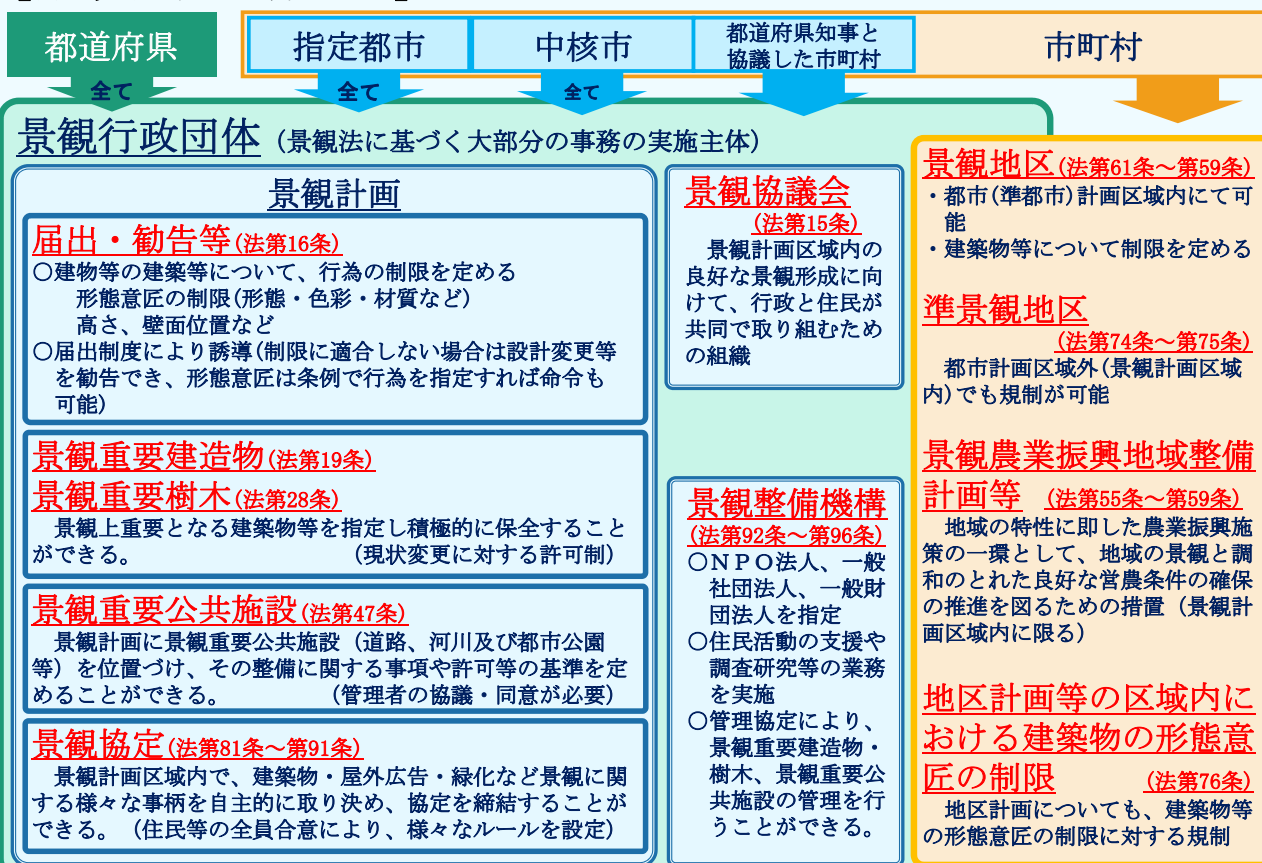 都道府県
指定都市
中核市
都道府県知事と
協議した市町村
市町村
全て
全て
全て
景観行政団体 (景観法に基づく大部分の事務の実施主体)
景観計画
届出・勧告等(法第16条)
○建物等の建築等について、行為の制限を定める
形態意匠の制限(形態・色彩・材質など)
高さ、壁面位置など
○届出制度により誘導(制限に適合しない場合は設計変更等
を勧告でき、形態意匠は条例で行為を指定すれば命令も
可能)
景観重要建造物(法第19条)
景観重要樹木(法第28条)
景観上重要となる建築物等を指定し積極的に保全すること
ができる。 (現状変更に対する許可制)
景観重要公共施設(法第47条)
景観計画に景観重要公共施設(道路、河川及び都市公園
等)を位置づけ、その整備に関する事項や許可等の基準を定
めることができる。 (管理者の協議・同意が必要)
景観協定(法第81条～第91条)
景観計画区域内で、建築物・屋外広告・緑化など景観に関
する様々な事柄を自主的に取り決め、協定を締結することが
できる。(住民等の全員合意により、様々なルールを設定)
景観協議会
(法第15条)
景観計画区域内の
良好な景観形成に向
けて、行政と住民が
共同で取り組むため
の組織
景観整備機構
(法第92条～第96条)
○ＮＰＯ法人、一般
社団法人、一般財
団法人を指定
○住民活動の支援や
調査研究等の業務
を実施
○管理協定により、
景観重要建造物・
樹木、景観重要公
共施設の管理を行
うことができる。
景観地区(法第61条～第59条)
・都市(準都市)計画区域内にて可
能
・建築物等について制限を定める
準景観地区
(法第74条～第75条)
都市計画区域外(景観計画区域
内)でも規制が可能
景観農業振興地域整備
計画等 (法第55条～第59条)
地域の特性に即した農業振興施
策の一環として、地域の景観と調
和のとれた良好な営農条件の確保
の推進を図るための措置(景観計
画区域内に限る)
地区計画等の区域内に
おける建築物の形態意
匠の制限 (法第76条)
地区計画についても、建築物等
の形態意匠の制限に対する規制